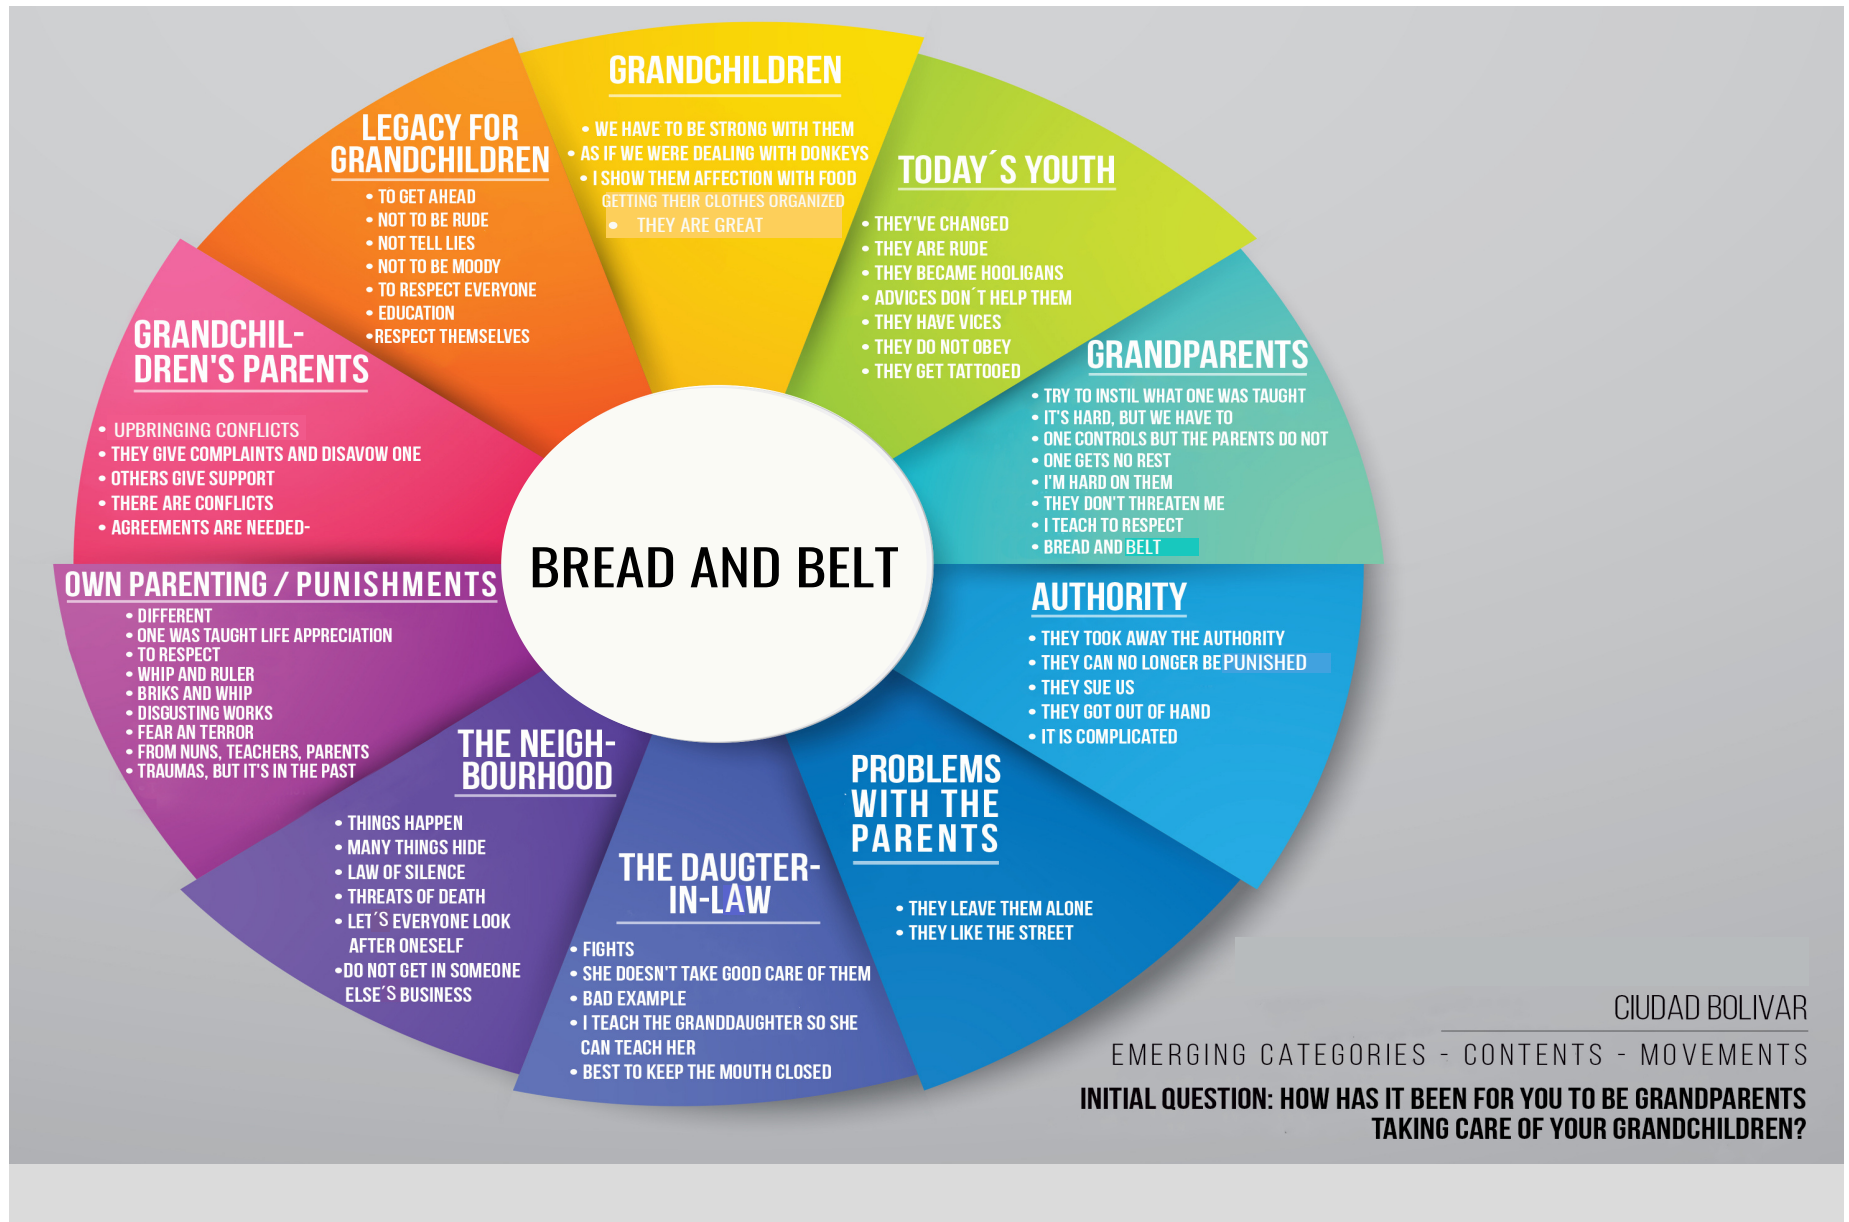 GRANDCHILDREN
• WE HAVE TO BE STRONG WITH THEM
• AS IF WE WERE DEALING WITH DONKEYS
• I SHOW THEM AFFECTION WITH FOOD
GETTING THEIR CLOTHES ORGANIZED
• THEY ARE GREAT
TODAY´S YOUTH
• THEY'VE CHANGED
• THEY ARE RUDE
• THEY BECAME HOOLIGANS
• ADVICES DON´T HELP THEM
• THEY HAVE VICES
• THEY DO NOT OBEY
• THEY GET TATTOOED
GRANDPARENTS
• TRY TO INSTIL WHAT ONE WAS TAUGHT
• IT'S HARD, BUT WE HAVE TO
• ONE CONTROLS BUT THE PARENTS DO NOT
• ONE GETS NO REST
• I'M HARD ON THEM
• THEY DON'T THREATEN ME
• I TEACH TO RESPECT
• BREAD AND BELT
AUTHORITY
• THEY TOOK AWAY THE AUTHORITY
• THEY CAN NO LONGER BE PUNISHED
• THEY SUE US
• THEY GOT OUT OF HAND
• IT IS COMPLICATED
PROBLEMS
WITH THE
PARENTS
• THEY LEAVE THEM ALONE
• THEY LIKE THE STREET
THE DAUGTER-
IN-LAW
• FIGHTS
• SHE DOESN'T TAKE GOOD CARE OF THEM
• BAD EXAMPLE
• I TEACH THE GRANDDAUGHTER SO SHE
CAN TEACH HER
• BEST TO KEEP THE MOUTH CLOSED
THE NEIGH-
BOURHOOD
• THINGS HAPPEN
• MANY THINGS HIDE
• LAW OF SILENCE
• THREATS OF DEATH
• LET´S EVERYONE LOOK
AFTER ONESELF
•DO NOT GET IN SOMEONE
ELSE´S BUSINESS
OWN PARENTING / PUNISHMENTS
• DIFFERENT
• ONE WAS TAUGHT LIFE APPRECIATION
• TO RESPECT
• WHIP AND RULER
• BRIKS AND WHIP
• DISGUSTING WORKS
• FEAR AN TERROR
• FROM NUNS, TEACHERS, PARENTS
• TRAUMAS, BUT IT'S IN THE PAST
GRANDCHIL-
DREN'S PARENTS
• UPBRINGING CONFLICTS
• THEY GIVE COMPLAINTS AND DISAVOW ONE
• OTHERS GIVE SUPPORT
• THERE ARE CONFLICTS
• AGREEMENTS ARE NEEDED-
LEGACY FOR
GRANDCHILDREN
• TO GET AHEAD
• NOT TO BE RUDE
• NOT TELL LIES
• NOT TO BE MOODY
• TO RESPECT EVERYONE
• EDUCATION
•RESPECT THEMSELVES
BREAD AND BELT
CIUDAD BOLIVAR
EMERGING CATEGORIES - CONTENTS - MOVEMENTS
INITIAL QUESTION: HOW HAS IT BEEN FOR YOU TO BE GRANDPARENTS
TAKING CARE OF YOUR GRANDCHILDREN?